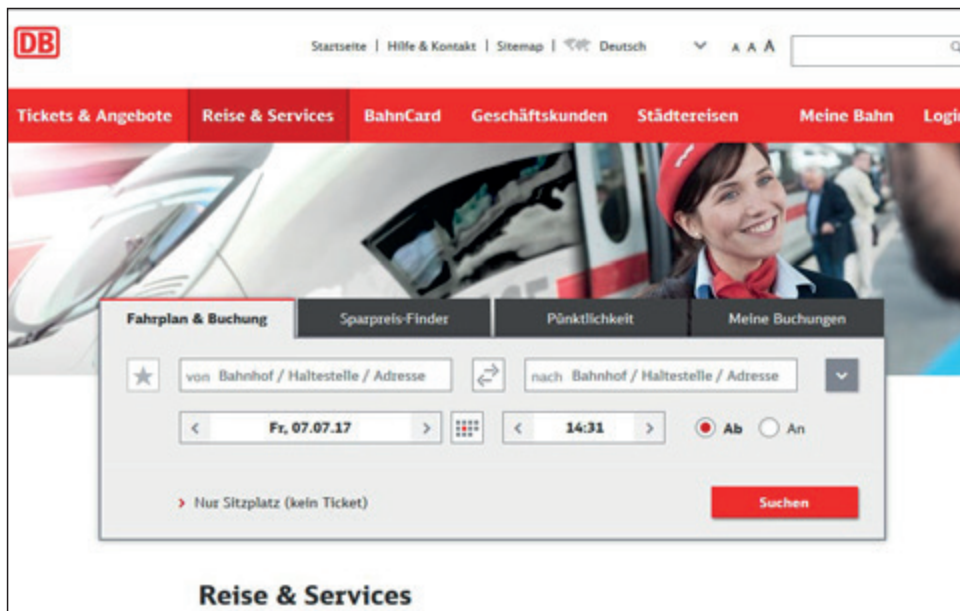 DB
Startseite | Hilfe & Kontakt | Sitemap | Deutsch A A A
Tickets & Angebote Reise & Services BahnCard Geschäftskunden Städtereisen Meine Bahn Login
Fahrplan & Buchung Sparpreis-Finder Pünktlichkeit Meine Buchungen
von Bahnhof / Haltestelle / Adresse nach Bahnhof / Haltestelle / Adresse
Fr, 07.07.17 14:31 Ab An
Nur Sitzplatz (kein Ticket) Suchen
Reise & Services